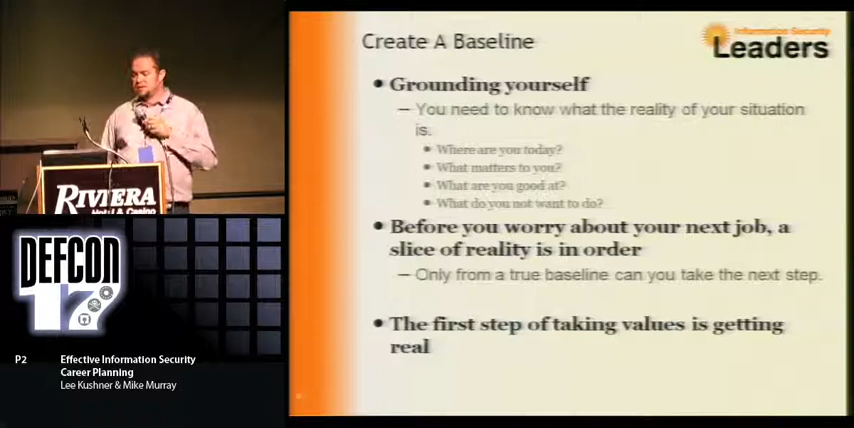 RIVIERA
Hotel & Casino
DEFCON
17
P2
Effective Information Security
Career Planning
Lee Kushner & Mike Murray
Information Security
Leaders
Create A Baseline
• Grounding yourself
– You need to know what the reality of your situation
is.
• Where are you today?
• What matters to you?
• What are you good at?
• What do you not want to do?
• Before you worry about your next job, a
slice of reality is in order
– Only from a true baseline can you take the next step.
• The first step of taking values is getting
real